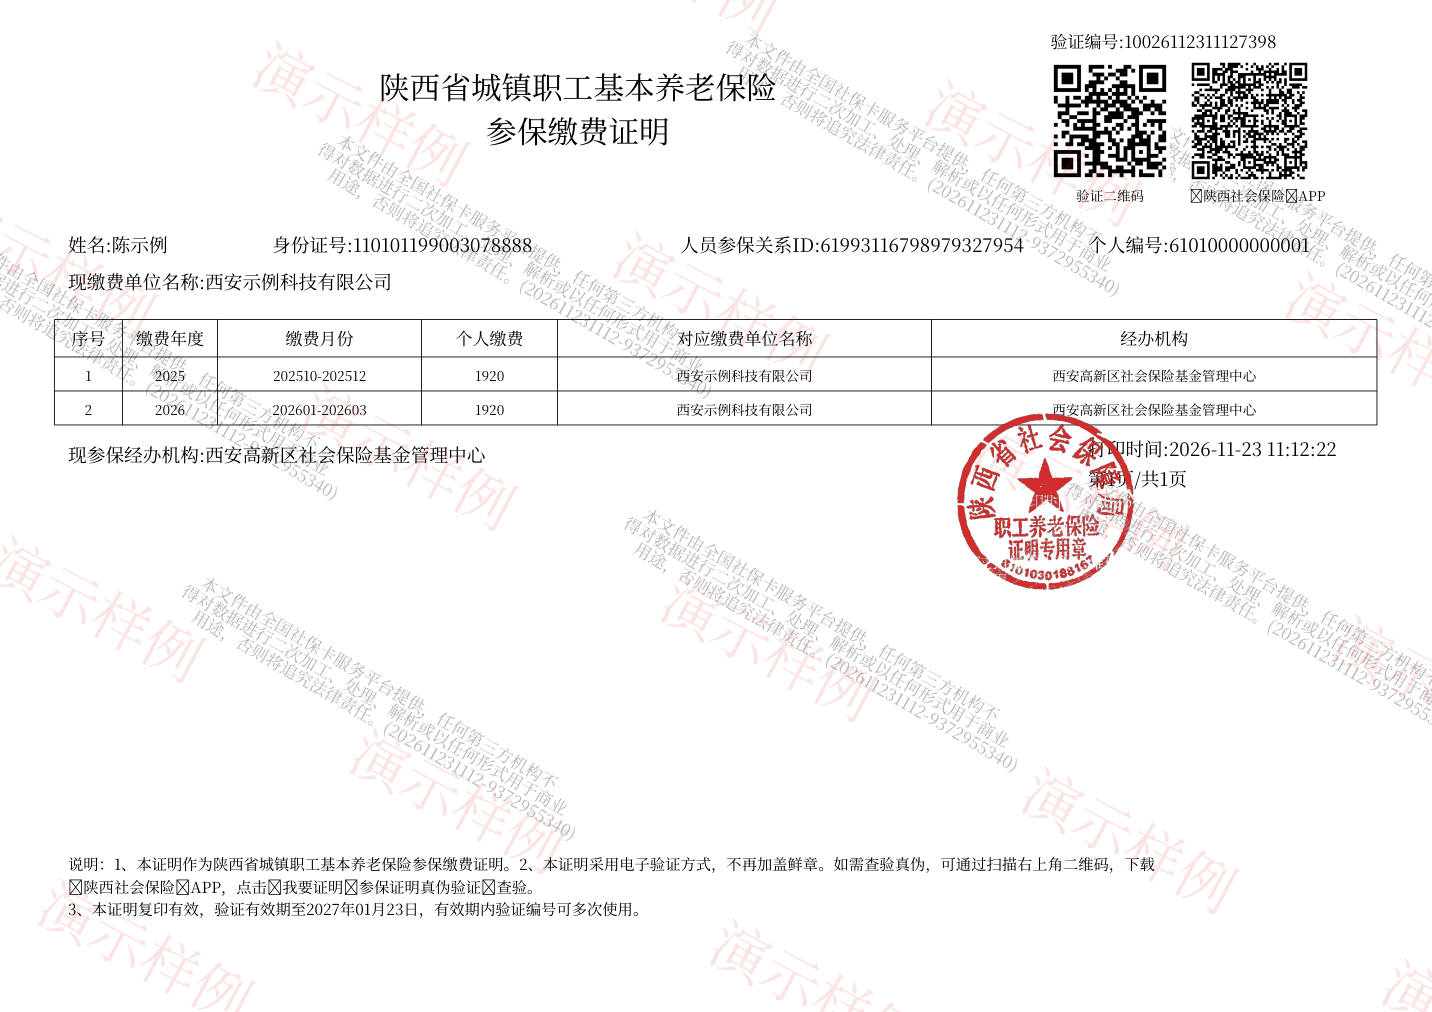 验证编号:10026112311127398
陕西省城镇职工基本养老保险
参保缴费证明
验证二维码
陕西社会保险 APP
姓名:陈示例 身份证号:110101199003078888 人员参保关系ID:61993116798979327954 个人编号:61010000000001
现缴费单位名称:西安示例科技有限公司
序号 缴费年度 缴费月份 个人缴费 对应缴费单位名称 经办机构
1 2025 202510-202512 1920 西安示例科技有限公司 西安高新区社会保险基金管理中心
2 2026 202601-202603 1920 西安示例科技有限公司 西安高新区社会保险基金管理中心
现参保经办机构:西安高新区社会保险基金管理中心
打印时间:2026-11-23 11:12:22
第1页/共1页
陕西省社会保障局
职工养老保险
证明专用章
6101030188167
说明：1、本证明作为陕西省城镇职工基本养老保险参保缴费证明。2、本证明采用电子验证方式，不再加盖鲜章。如需查验真伪，可通过扫描右上角二维码，下载
陕西社会保险 APP，点击 我要证明 参保证明真伪验证 查验。
3、本证明复印有效，验证有效期至2027年01月23日，有效期内验证编号可多次使用。
本文件由全国社保卡服务平台提供，任何第三方机构不
得对数据进行二次加工、处理、解析或以任何形式用于商业
用途，否则将追究法律责任。(202611231112-9372955340)
演示样例